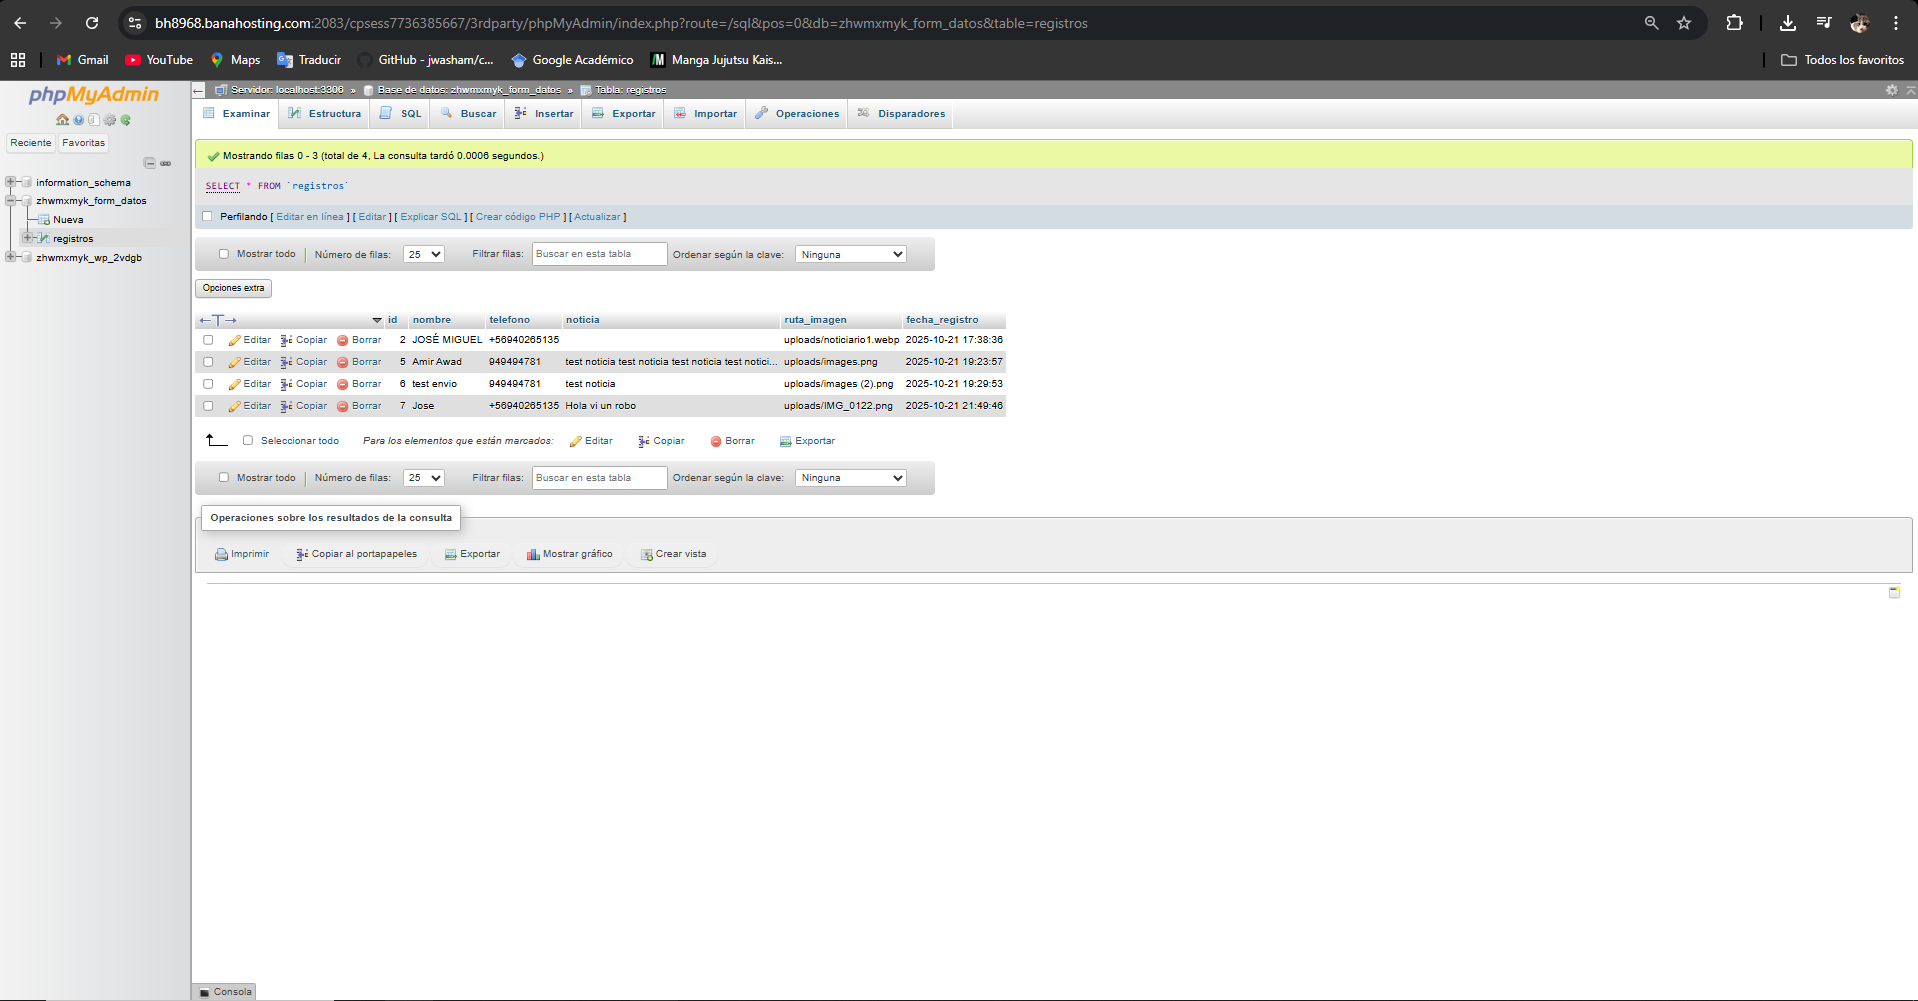 bh8968.banahosting.com:2083/cpsess7736385667/3rdparty/phpMyAdmin/index.php?route=/sql&pos=0&db=zhwmxmyk_form_datos&table=registros
Gmail YouTube Maps Traducir GitHub - jwasham/c... Google Académico Manga Jujutsu Kais... Todos los favoritos
phpMyAdmin
Reciente Favoritas
information_schema
zhwmxmyk_form_datos
Nueva
registros
zhwmxmyk_wp_2vdgb
Servidor: localhost:3306 » Base de datos: zhwmxmyk_form_datos » Tabla: registros
Examinar Estructura SQL Buscar Insertar Exportar Importar Operaciones Disparadores
Mostrando filas 0 - 3 (total de 4, La consulta tardó 0.0006 segundos.)
SELECT * FROM `registros`
Perfilando [ Editar en línea ] [ Editar ] [ Explicar SQL ] [ Crear código PHP ] [ Actualizar ]
Mostrar todo Número de filas: 25 Filtrar filas: Buscar en esta tabla Ordenar según la clave: Ninguna
Opciones extra
←T→ id nombre telefono noticia ruta_imagen fecha_registro
Editar Copiar Borrar 2 JOSÉ MIGUEL +56940265135 uploads/noticiario1.webp 2025-10-21 17:38:36
Editar Copiar Borrar 5 Amir Awad 949494781 test noticia test noticia test noticia test notici... uploads/images.png 2025-10-21 19:23:57
Editar Copiar Borrar 6 test envio 949494781 test noticia uploads/images (2).png 2025-10-21 19:29:53
Editar Copiar Borrar 7 Jose +56940265135 Hola vi un robo uploads/IMG_0122.png 2025-10-21 21:49:46
Seleccionar todo Para los elementos que están marcados: Editar Copiar Borrar Exportar
Mostrar todo Número de filas: 25 Filtrar filas: Buscar en esta tabla Ordenar según la clave: Ninguna
Operaciones sobre los resultados de la consulta
Imprimir Copiar al portapapeles Exportar Mostrar gráfico Crear vista
Consola